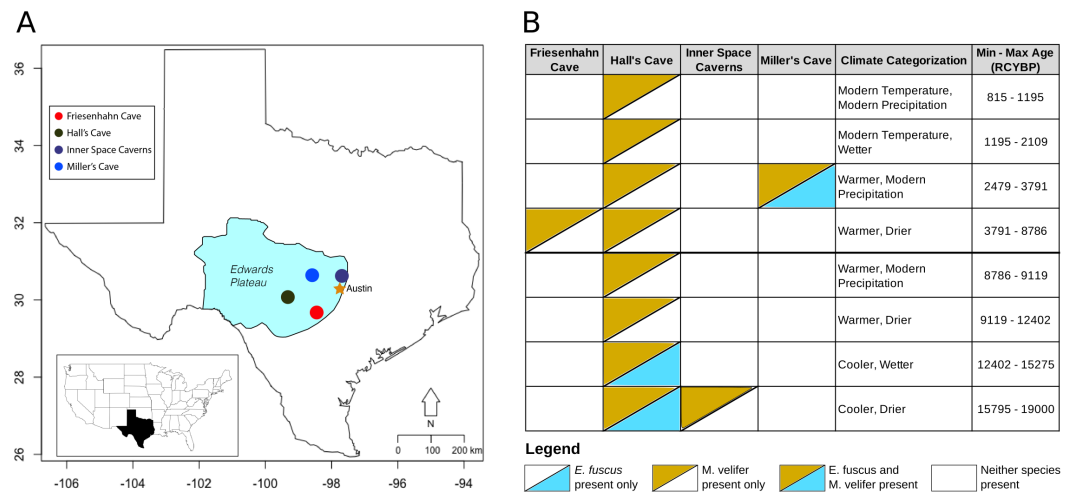 A
B
36
34
32
30
28
26
-106
-104
-102
-100
-98
-96
-94
Friesenhahn Cave
Hall's Cave
Inner Space Caverns
Miller's Cave
Edwards
Plateau
Austin
N
0
100
200 km
Friesenhahn
Cave
Hall's Cave
Inner Space
Caverns
Miller's Cave
Climate Categorization
Min - Max Age
(RCYBP)
Modern Temperature,
Modern Precipitation
815 - 1195
Modern Temperature,
Wetter
1195 - 2109
Warmer, Modern
Precipitation
2479 - 3791
Warmer, Drier
3791 - 8786
Warmer, Modern
Precipitation
8786 - 9119
Warmer, Drier
9119 - 12402
Cooler, Wetter
12402 - 15275
Cooler, Drier
15795 - 19000
Legend
E. fuscus
present only
M. velifer
present only
E. fuscus and
M. velifer present
Neither species
present